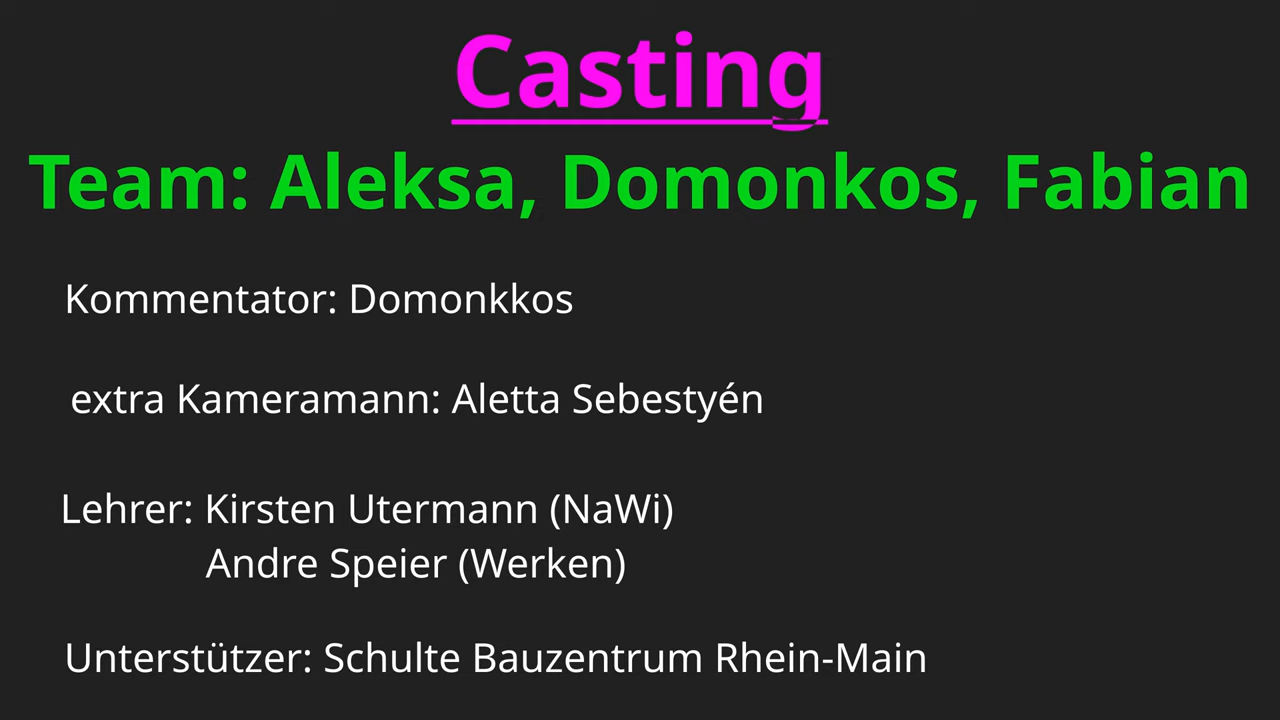 Casting
Team: Aleksa, Domonkos, Fabian
Kommentator: Domonkkos
extra Kameramann: Aletta Sebestyén
Lehrer: Kirsten Utermann (NaWi)
Andre Speier (Werken)
Unterstützer: Schulte Bauzentrum Rhein-Main